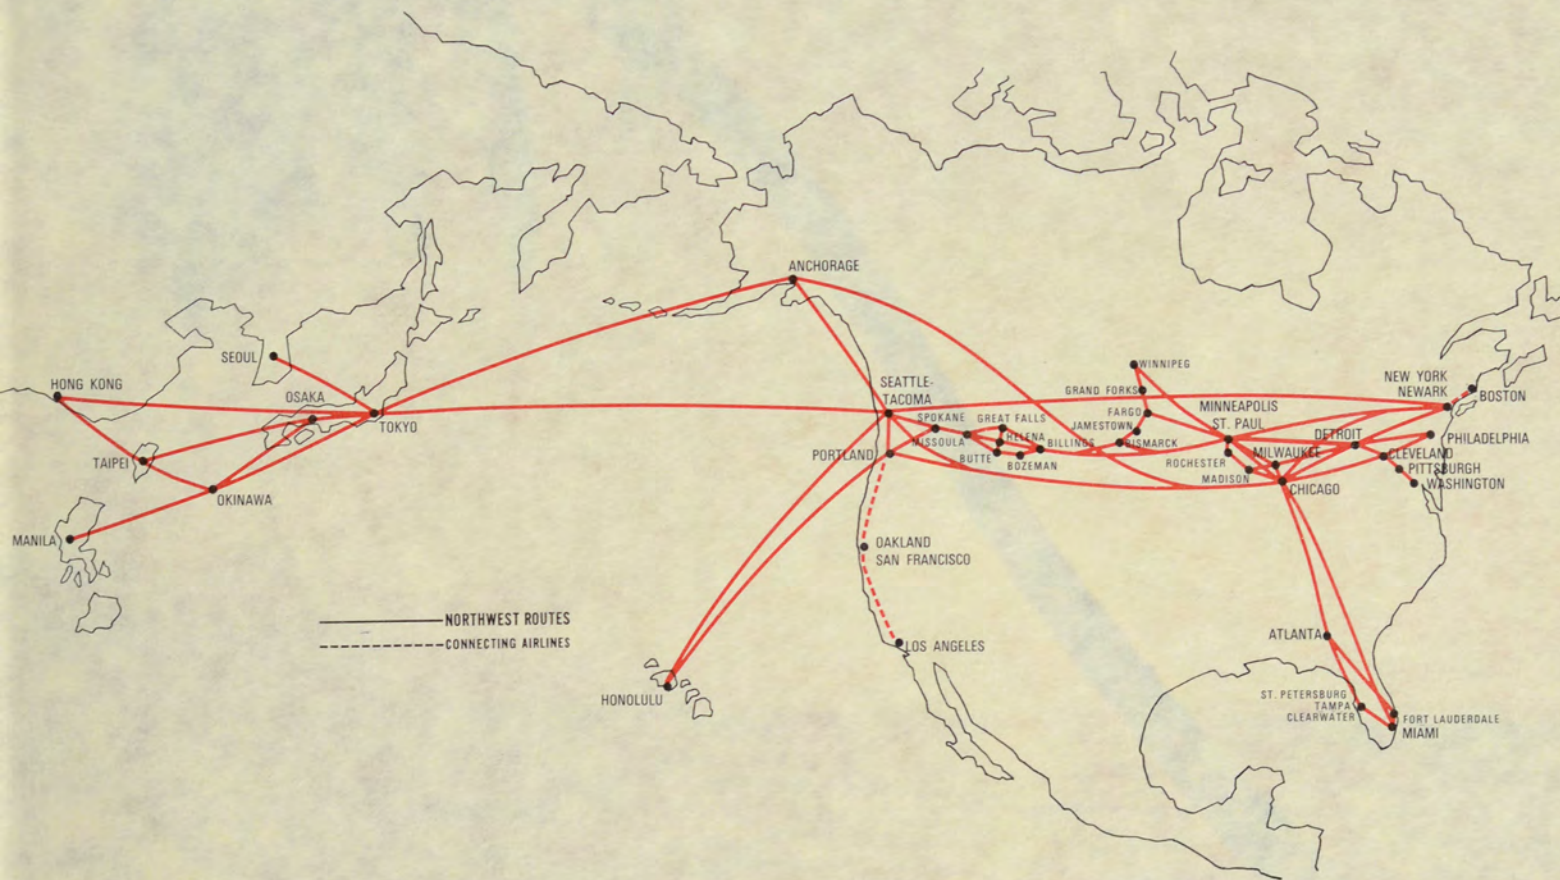 ANCHORAGE
SEOUL
HONG KONG
OSAKA
TOKYO
TAIPEI
OKINAWA
MANILA
SEATTLE-
TACOMA
SPOKANE
GREAT FALLS
MISSOULA
HELENA
BUTTE
BOZEMAN
BILLINGS
PORTLAND
WINNIPEG
GRAND FORKS
FARGO
JAMESTOWN
BISMARCK
MINNEAPOLIS
ST. PAUL
ROCHESTER
MADISON
MILWAUKEE
CHICAGO
DETROIT
NEW YORK
NEWARK
BOSTON
PHILADELPHIA
CLEVELAND
PITTSBURGH
WASHINGTON
OAKLAND
SAN FRANCISCO
LOS ANGELES
NORTHWEST ROUTES
CONNECTING AIRLINES
HONOLULU
ATLANTA
ST. PETERSBURG
TAMPA
CLEARWATER
FORT LAUDERDALE
MIAMI